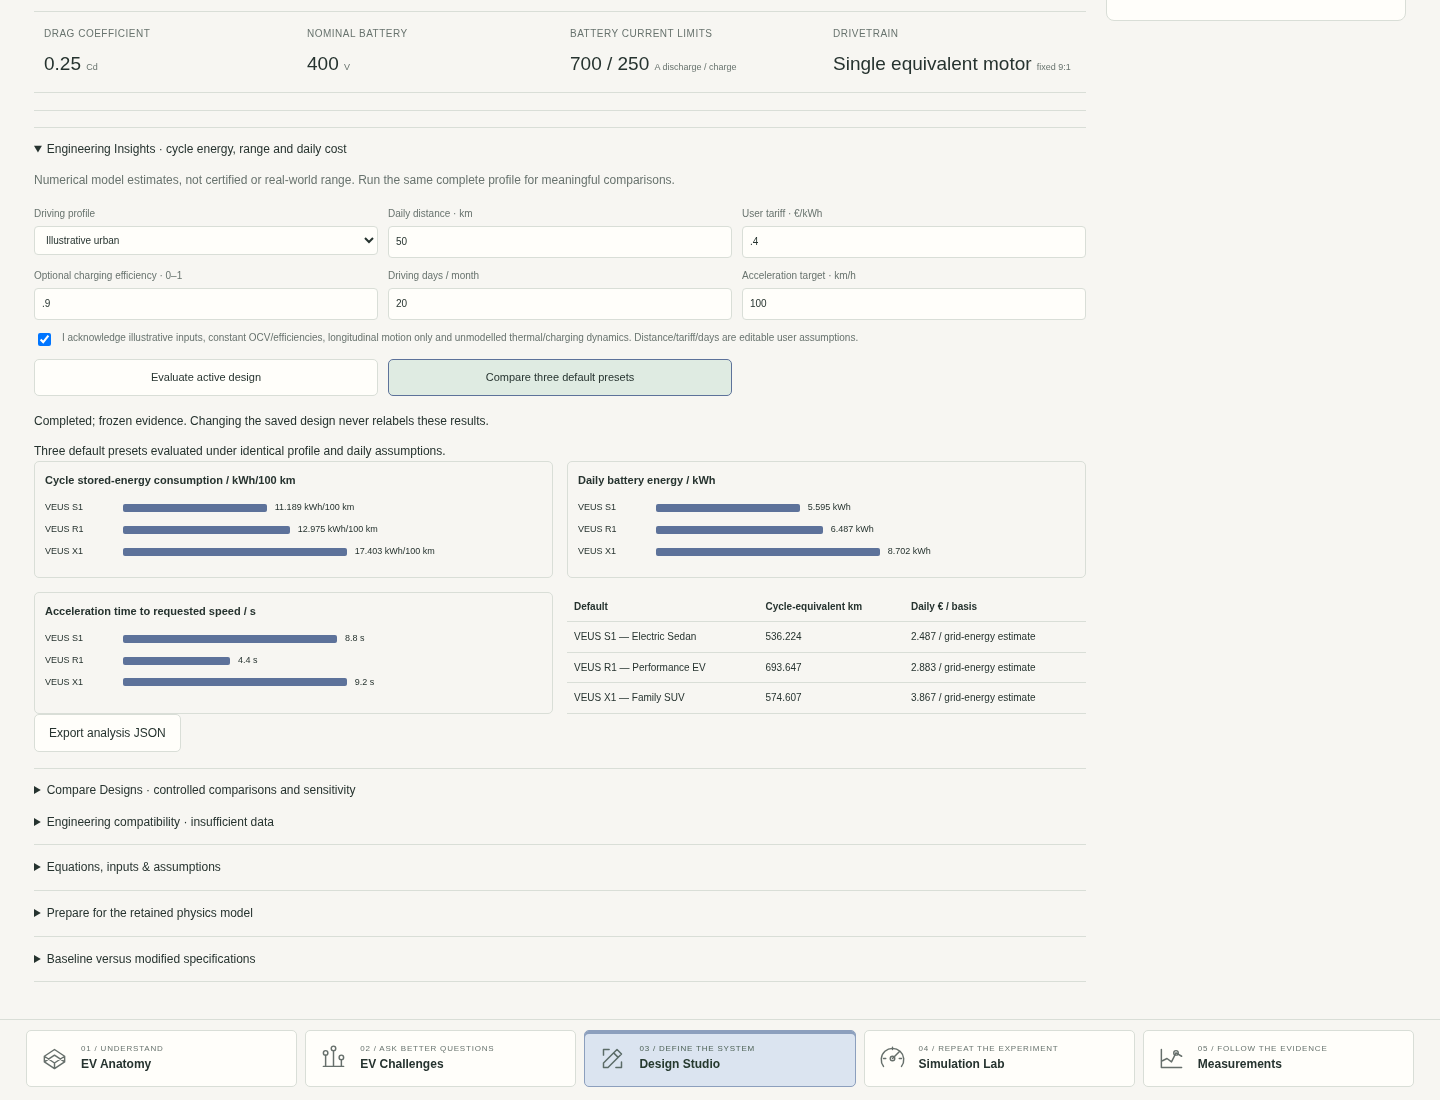 DRAG COEFFICIENT
0.25 Cd
NOMINAL BATTERY
400 V
BATTERY CURRENT LIMITS
700 / 250 A discharge / charge
DRIVETRAIN
Single equivalent motor fixed 9:1
▼ Engineering Insights · cycle energy, range and daily cost
Numerical model estimates, not certified or real-world range. Run the same complete profile for meaningful comparisons.
Driving profile
Illustrative urban
Daily distance · km
50
User tariff · €/kWh
.4
Optional charging efficiency · 0–1
.9
Driving days / month
20
Acceleration target · km/h
100
I acknowledge illustrative inputs, constant OCV/efficiencies, longitudinal motion only and unmodelled thermal/charging dynamics. Distance/tariff/days are editable user assumptions.
Evaluate active design
Compare three default presets
Completed; frozen evidence. Changing the saved design never relabels these results.
Three default presets evaluated under identical profile and daily assumptions.
Cycle stored-energy consumption / kWh/100 km
VEUS S1 11.189 kWh/100 km
VEUS R1 12.975 kWh/100 km
VEUS X1 17.403 kWh/100 km
Daily battery energy / kWh
VEUS S1 5.595 kWh
VEUS R1 6.487 kWh
VEUS X1 8.702 kWh
Acceleration time to requested speed / s
VEUS S1 8.8 s
VEUS R1 4.4 s
VEUS X1 9.2 s
Default Cycle-equivalent km Daily € / basis
VEUS S1 — Electric Sedan 536.224 2.487 / grid-energy estimate
VEUS R1 — Performance EV 693.647 2.883 / grid-energy estimate
VEUS X1 — Family SUV 574.607 3.867 / grid-energy estimate
Export analysis JSON
▶ Compare Designs · controlled comparisons and sensitivity
▶ Engineering compatibility · insufficient data
▶ Equations, inputs & assumptions
▶ Prepare for the retained physics model
▶ Baseline versus modified specifications
01 / UNDERSTAND
EV Anatomy
02 / ASK BETTER QUESTIONS
EV Challenges
03 / DEFINE THE SYSTEM
Design Studio
04 / REPEAT THE EXPERIMENT
Simulation Lab
05 / FOLLOW THE EVIDENCE
Measurements